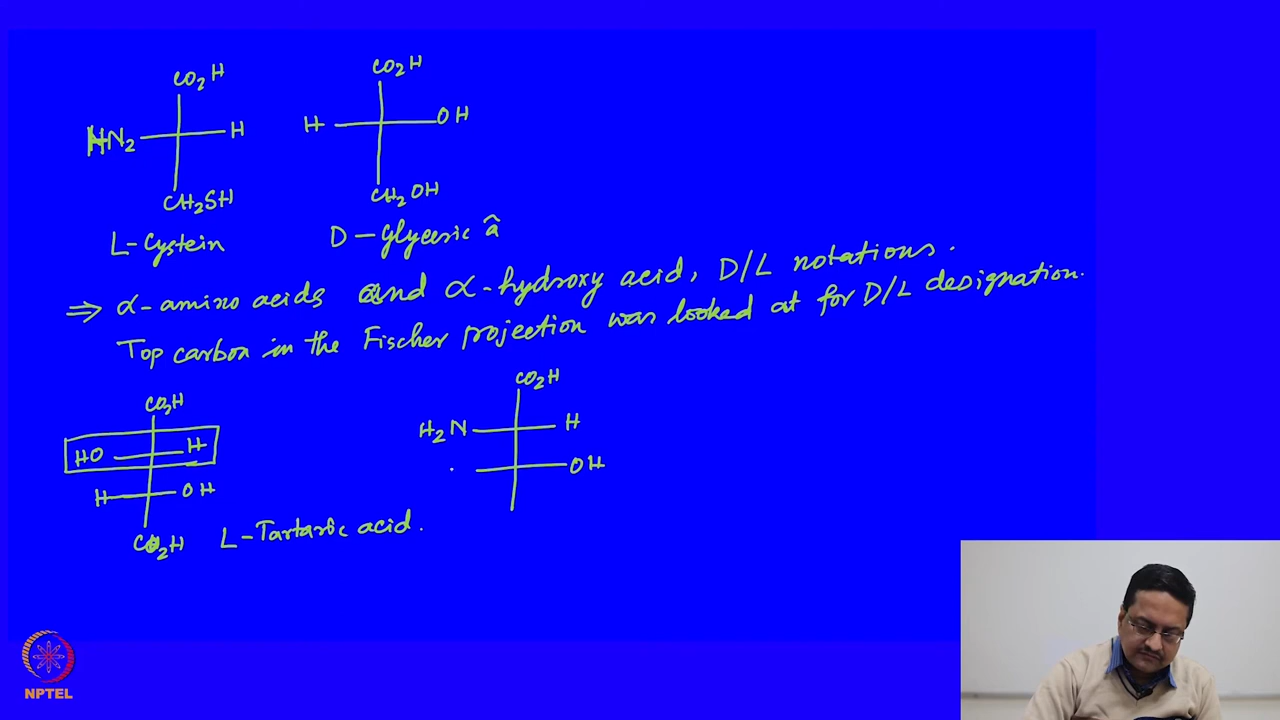 CO2H CO2H
HN2 H H OH
CH2SH CH2OH
L-Cystein D-glyceric â
⇒ α-amino acids and α-hydroxy acid, D/L notations.
Top carbon in the Fischer projection was looked at for D/L designation.
CO2H CO2H
HO H H2N H
H OH OH
CO2H L-Tartaric acid.
NPTEL